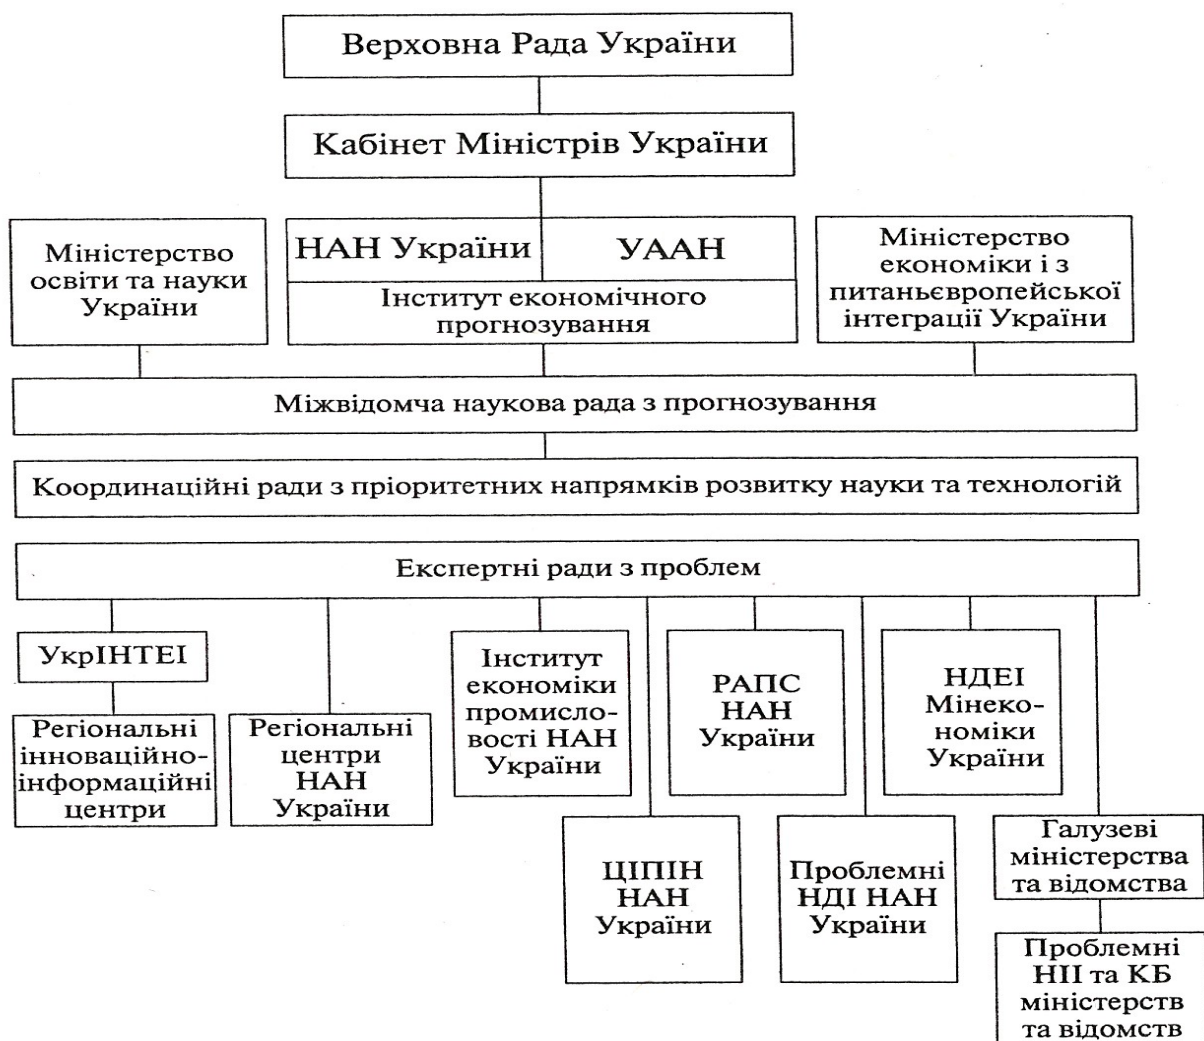 Верховна Рада України
Кабінет Міністрів України
Міністерство
освіти та науки
України
НАН України
УААН
Інститут економічного
прогнозування
Міністерство
економіки і з
питаньєвропейської
інтеграції України
Міжвідомча наукова рада з прогнозування
Координаційні ради з пріоритетних напрямків розвитку науки та технологій
Експертні ради з проблем
УкрІНТЕІ
Регіональні
інноваційно-
інформаційні
центри
Регіональні
центри
НАН
України
Інститут
економіки
промисло-
вості НАН
України
ЦІПІН
НАН
України
РАПС
НАН
України
Проблемні
НДІ НАН
України
НДЕІ
Мінеко-
номіки
України
Галузеві
міністерства
та відомства
Проблемні
НІІ та КБ
міністерств
та відомств